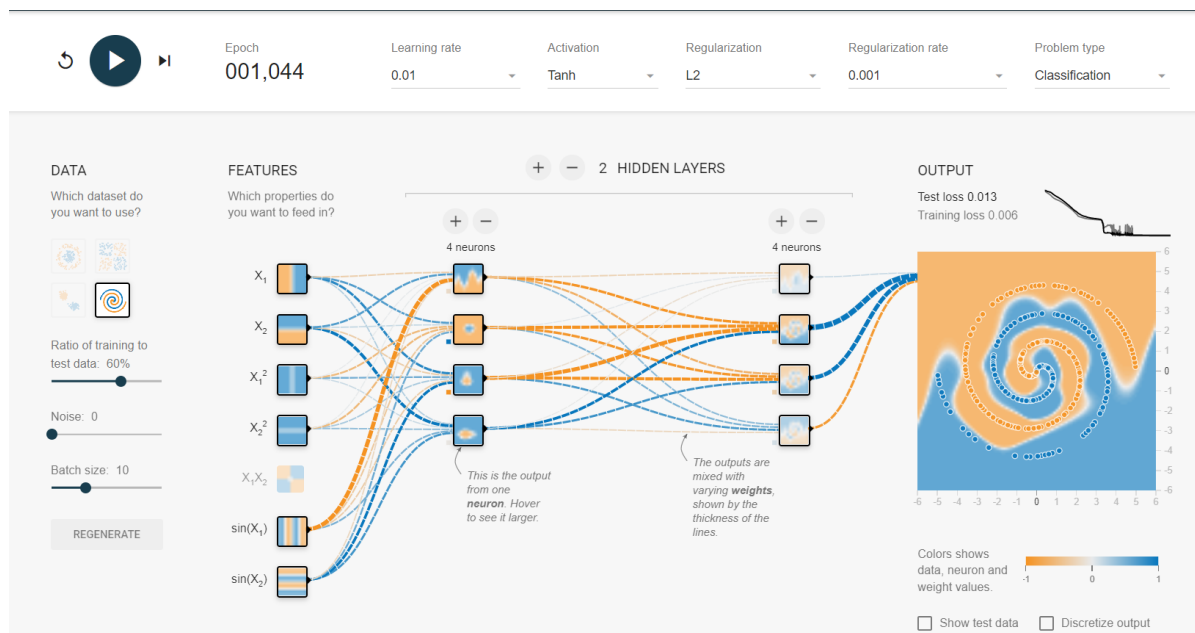 Epoch
001,044
Learning rate
0.01
Activation
Tanh
Regularization
L2
Regularization rate
0.001
Problem type
Classification
DATA
Which dataset do
you want to use?
Ratio of training to
test data: 60%
Noise: 0
Batch size: 10
REGENERATE
FEATURES
Which properties do
you want to feed in?
X₁
X₂
X₁²
X₂²
X₁X₂
sin(X₁)
sin(X₂)
+ − 2 HIDDEN LAYERS
+ −
4 neurons
+ −
4 neurons
This is the output
from one
neuron. Hover
to see it larger.
The outputs are
mixed with
varying weights,
shown by the
thickness of the
lines.
OUTPUT
Test loss 0.013
Training loss 0.006
6
5
4
3
2
1
0
-1
-2
-3
-4
-5
-6
-6 -5 -4 -3 -2 -1 0 1 2 3 4 5 6
Colors shows
data, neuron and
weight values.
-1 0 1
Show test data
Discretize output